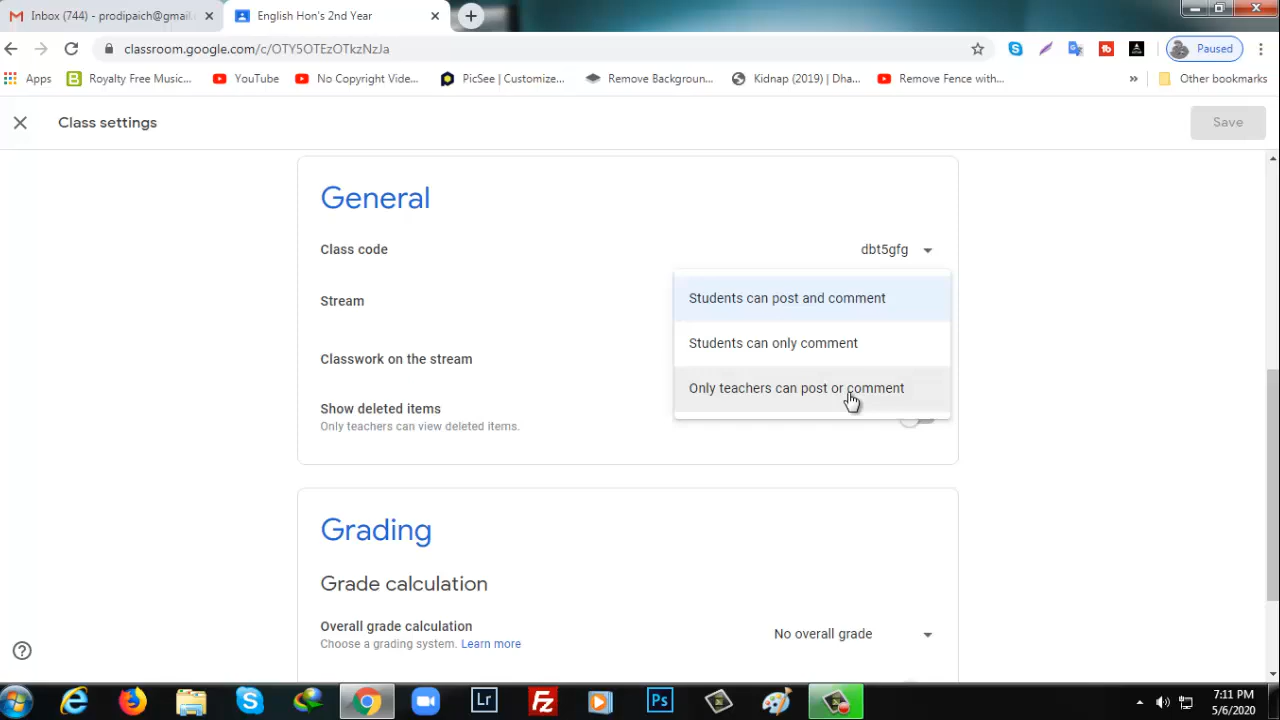 Inbox (744) - prodipaich@gmail.
English Hon's 2nd Year
classroom.google.com/c/OTY5OTEzOTkzNzJa
Paused
Apps
Royalty Free Music...
YouTube
No Copyright Vide...
PicSee | Customize...
Remove Backgroun...
Kidnap (2019) | Dha...
Remove Fence with...
»
Other bookmarks
Class settings
Save
General
Class code
dbt5gfg
Stream
Students can post and comment
Students can only comment
Classwork on the stream
Only teachers can post or comment
Show deleted items
Only teachers can view deleted items.
Grading
Grade calculation
Overall grade calculation
No overall grade
Choose a grading system. Learn more
Lr
Fz
Ps
7:11 PM
5/6/2020